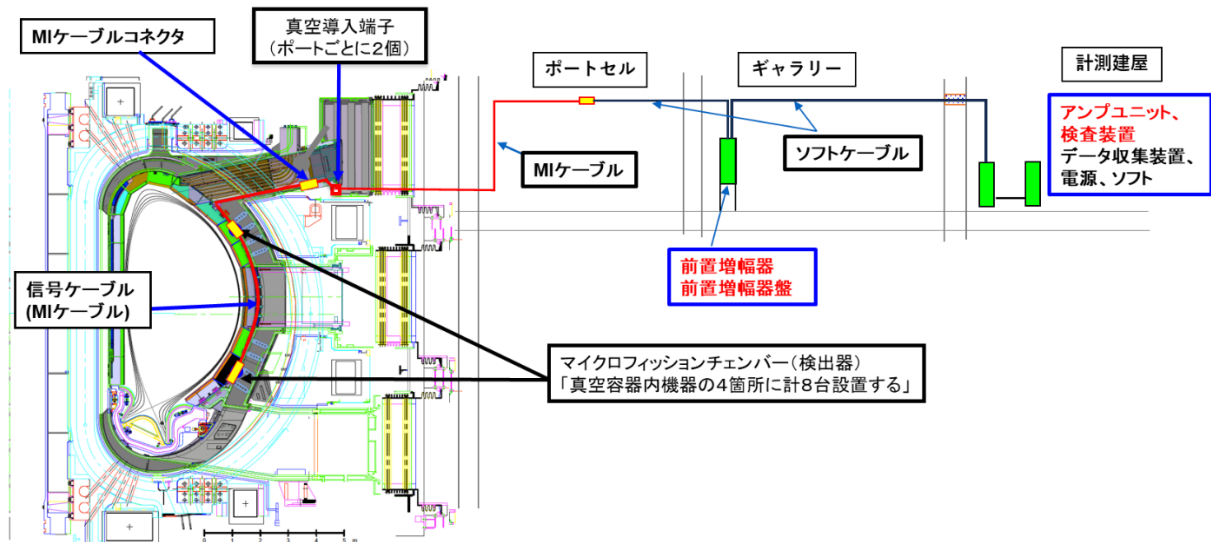 MIケーブルコネクタ
真空導入端子
(ポートごとに2個)
ポートセル
ギャラリー
計測建屋
アンプユニット、
検査装置
データ収集装置、
電源、ソフト
MIケーブル
ソフトケーブル
前置増幅器
前置増幅器盤
信号ケーブル
(MIケーブル)
マイクロフィッションチェンバー(検出器)
「真空容器内機器の4箇所に計8台設置する」
0 1 2 3 4 5 m